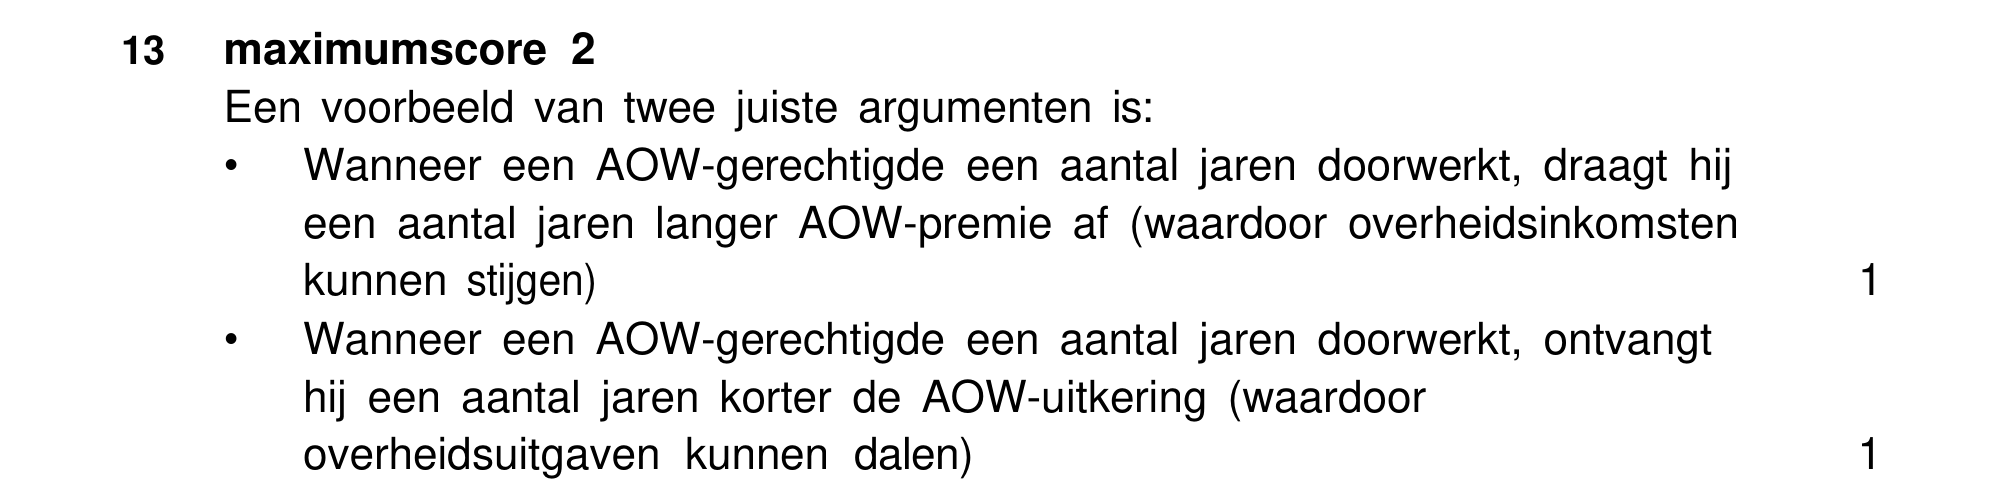 13 maximumscore 2
Een voorbeeld van twee juiste argumenten is:
• Wanneer een AOW-gerechtigde een aantal jaren doorwerkt, draagt hij
een aantal jaren langer AOW-premie af (waardoor overheidsinkomsten
kunnen stijgen) 1
• Wanneer een AOW-gerechtigde een aantal jaren doorwerkt, ontvangt
hij een aantal jaren korter de AOW-uitkering (waardoor
overheidsuitgaven kunnen dalen) 1